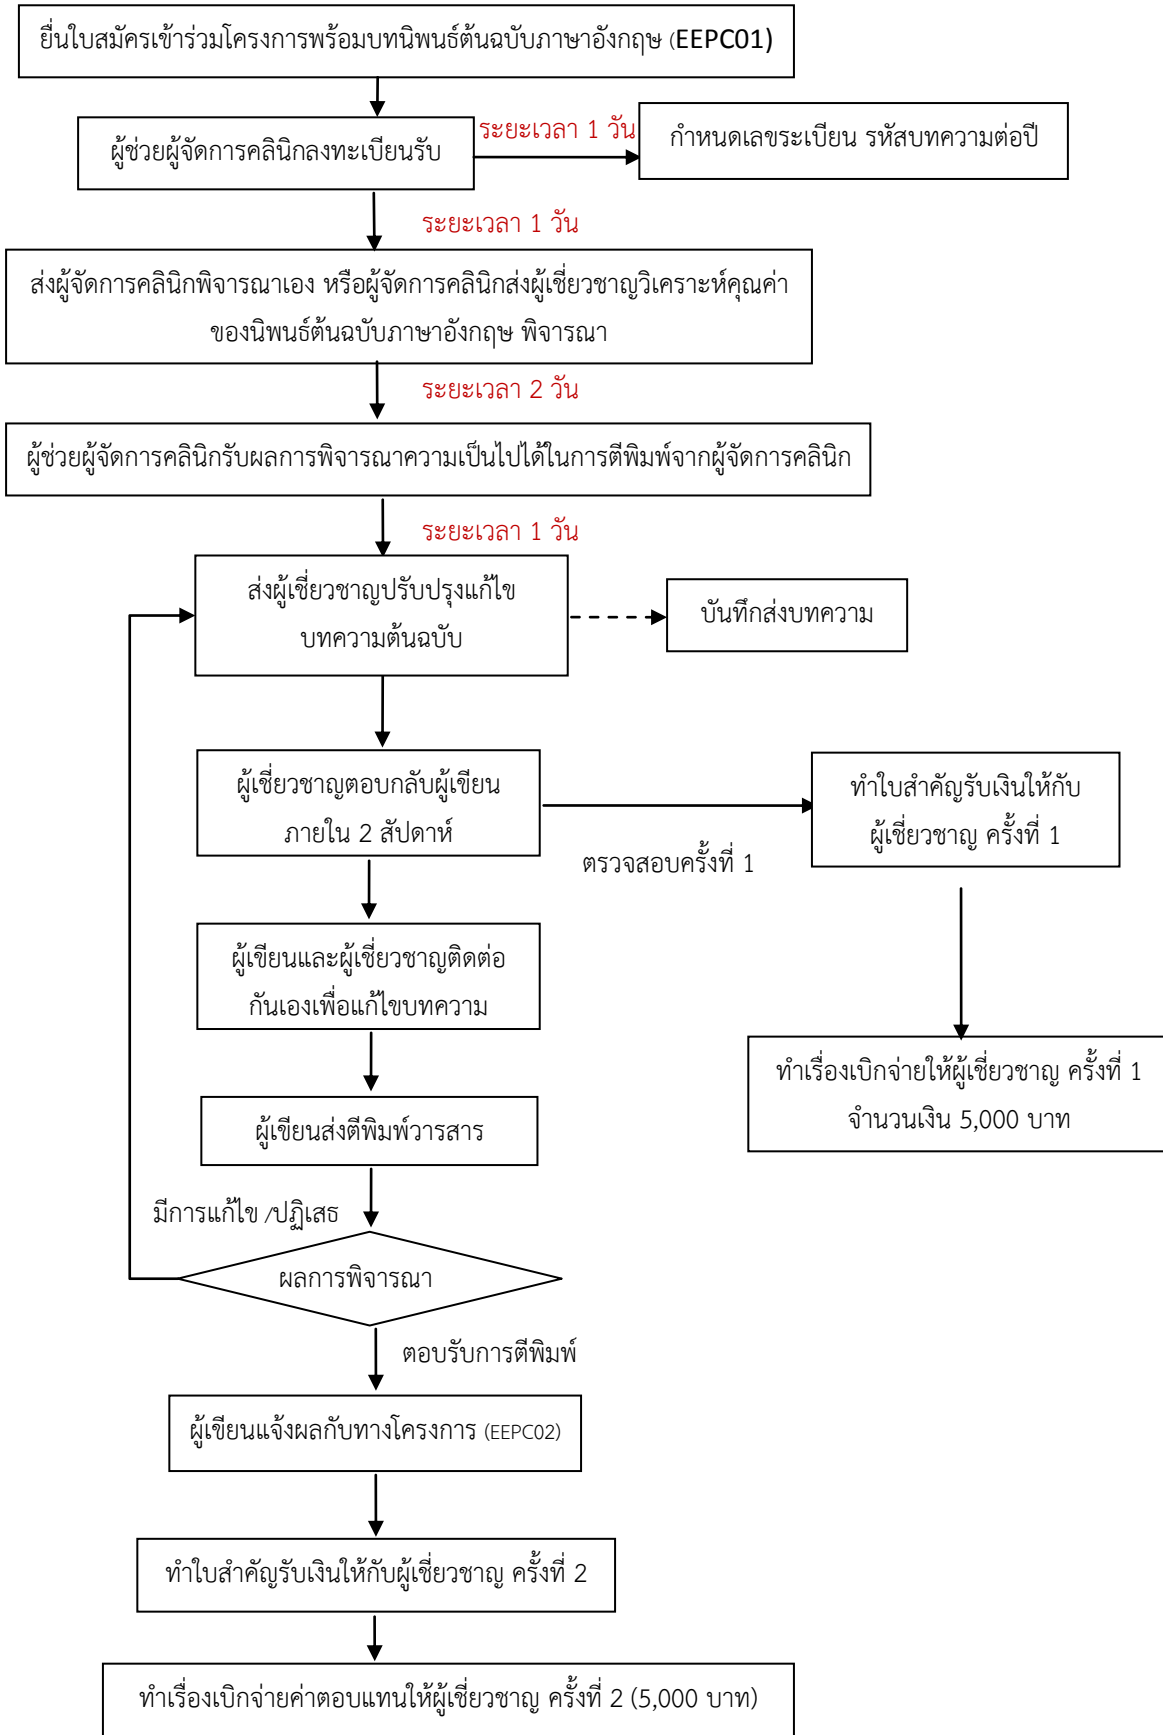 ยื่นใบสมัครเข้าร่วมโครงการพร้อมบทนิพนธ์ต้นฉบับภาษาอังกฤษ (EEPC01)
ผู้ช่วยผู้จัดการคลินิกลงทะเบียนรับ
ระยะเวลา 1 วัน
กำหนดเลขระเบียน รหัสบทความต่อปี
ระยะเวลา 1 วัน
ส่งผู้จัดการคลินิกพิจารณาเอง หรือผู้จัดการคลินิกส่งผู้เชี่ยวชาญวิเคราะห์คุณค่า
ของนิพนธ์ต้นฉบับภาษาอังกฤษ พิจารณา
ระยะเวลา 2 วัน
ผู้ช่วยผู้จัดการคลินิกรับผลการพิจารณาความเป็นไปได้ในการตีพิมพ์จากผู้จัดการคลินิก
ระยะเวลา 1 วัน
ส่งผู้เชี่ยวชาญปรับปรุงแก้ไข
บทความต้นฉบับ
บันทึกส่งบทความ
ผู้เชี่ยวชาญตอบกลับผู้เขียน
ภายใน 2 สัปดาห์
ตรวจสอบครั้งที่ 1
ทำใบสำคัญรับเงินให้กับ
ผู้เชี่ยวชาญ ครั้งที่ 1
ผู้เขียนและผู้เชี่ยวชาญติดต่อ
กันเองเพื่อแก้ไขบทความ
ทำเรื่องเบิกจ่ายให้ผู้เชี่ยวชาญ ครั้งที่ 1
จำนวนเงิน 5,000 บาท
ผู้เขียนส่งตีพิมพ์วารสาร
มีการแก้ไข /ปฏิเสธ
ผลการพิจารณา
ตอบรับการตีพิมพ์
ผู้เขียนแจ้งผลกับทางโครงการ (EEPC02)
ทำใบสำคัญรับเงินให้กับผู้เชี่ยวชาญ ครั้งที่ 2
ทำเรื่องเบิกจ่ายค่าตอบแทนให้ผู้เชี่ยวชาญ ครั้งที่ 2 (5,000 บาท)